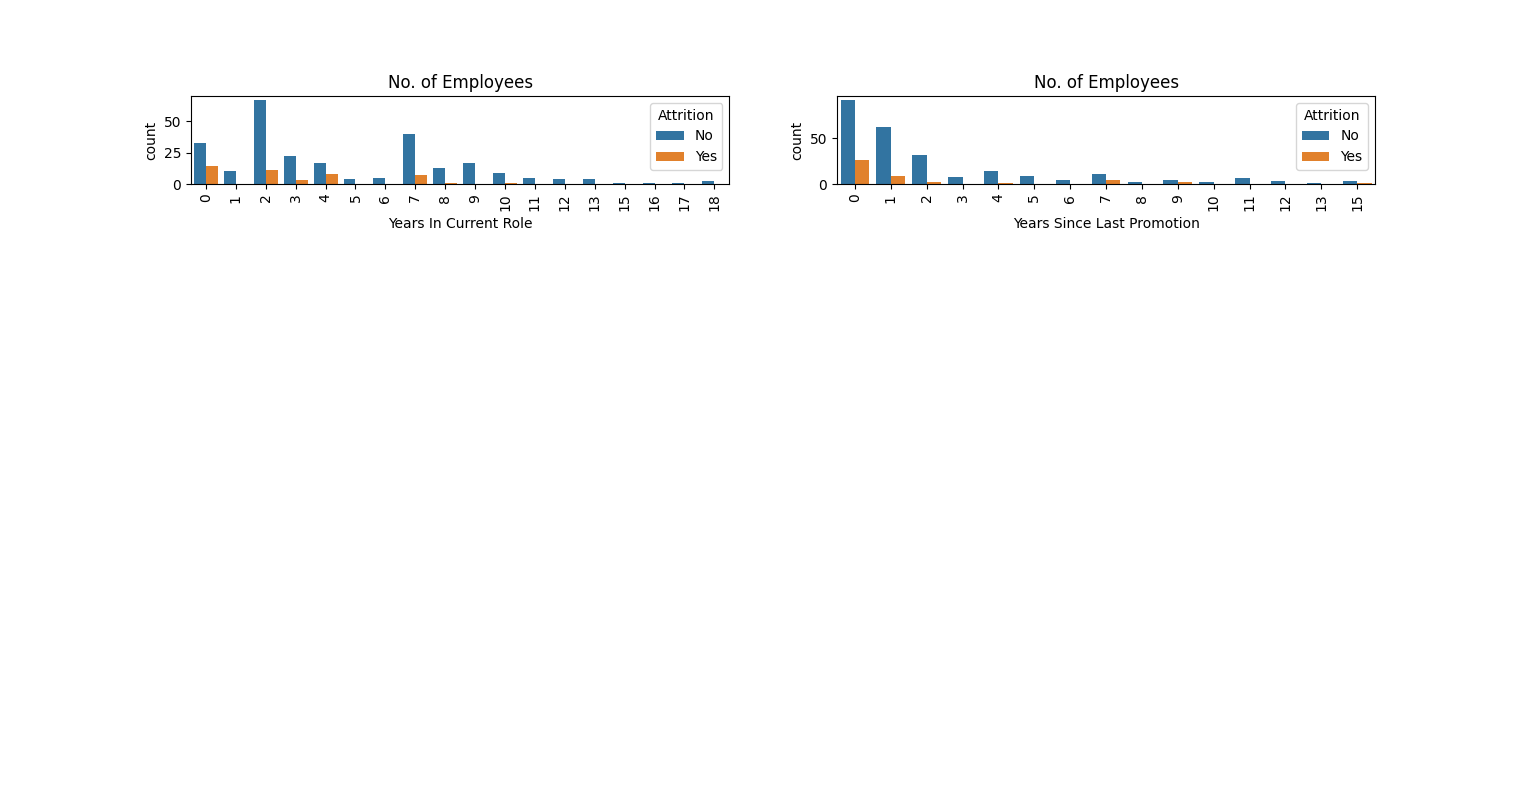 No. of Employees
50
25
0
count
Attrition
No
Yes
0 1 2 3 4 5 6 7 8 9 10 11 12 13 15 16 17 18
Years In Current Role
No. of Employees
50
0
count
Attrition
No
Yes
0 1 2 3 4 5 6 7 8 9 10 11 12 13 15
Years Since Last Promotion